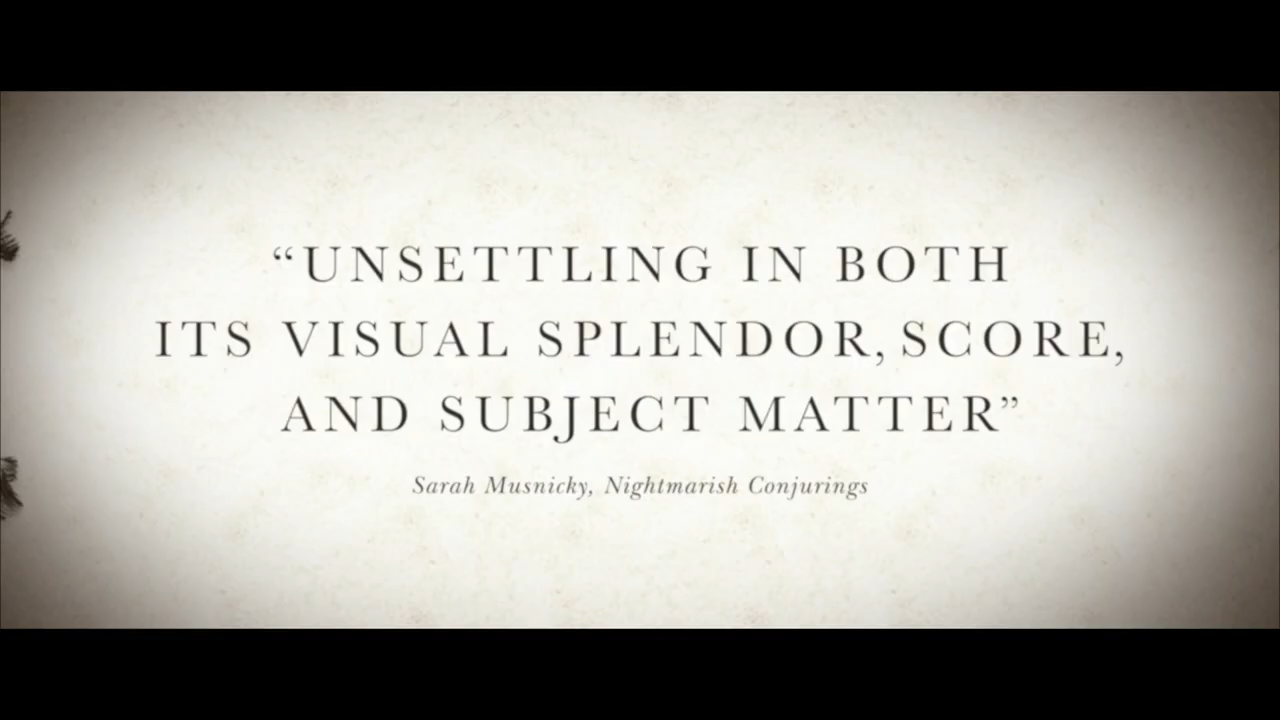 “UNSETTLING IN BOTH
ITS VISUAL SPLENDOR, SCORE,
AND SUBJECT MATTER”
Sarah Musnicky, Nightmarish Conjurings